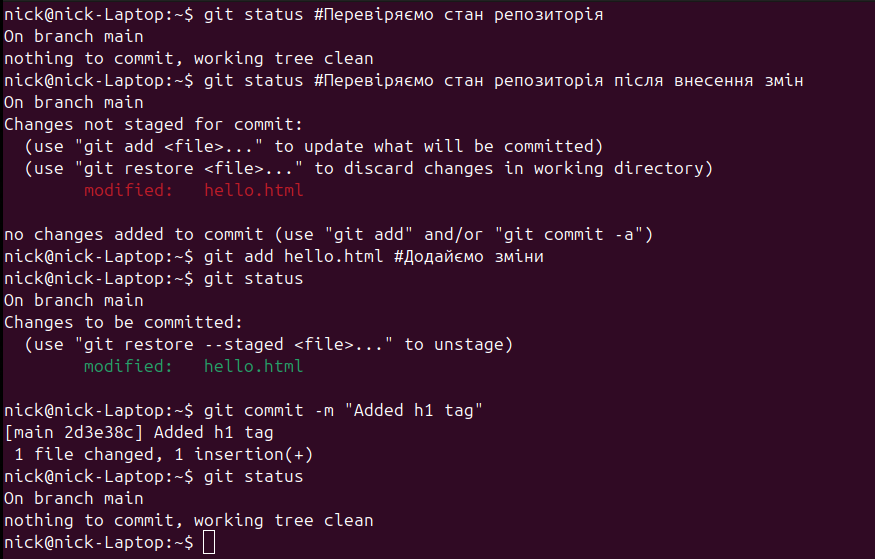 nick@nick-Laptop:~$ git status #Перевіряємо стан репозиторія
On branch main
nothing to commit, working tree clean
nick@nick-Laptop:~$ git status #Перевіряємо стан репозиторія після внесення змін
On branch main
Changes not staged for commit:
  (use "git add <file>..." to update what will be committed)
  (use "git restore <file>..." to discard changes in working directory)
        modified:   hello.html

no changes added to commit (use "git add" and/or "git commit -a")
nick@nick-Laptop:~$ git add hello.html #Додайємо зміни
nick@nick-Laptop:~$ git status
On branch main
Changes to be committed:
  (use "git restore --staged <file>..." to unstage)
        modified:   hello.html

nick@nick-Laptop:~$ git commit -m "Added h1 tag"
[main 2d3e38c] Added h1 tag
 1 file changed, 1 insertion(+)
nick@nick-Laptop:~$ git status
On branch main
nothing to commit, working tree clean
nick@nick-Laptop:~$